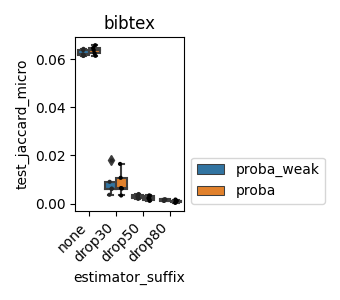 bibtex
test_jaccard_micro
0.06
0.04
0.02
0.00
none
drop30
drop50
drop80
estimator_suffix
proba_weak
proba